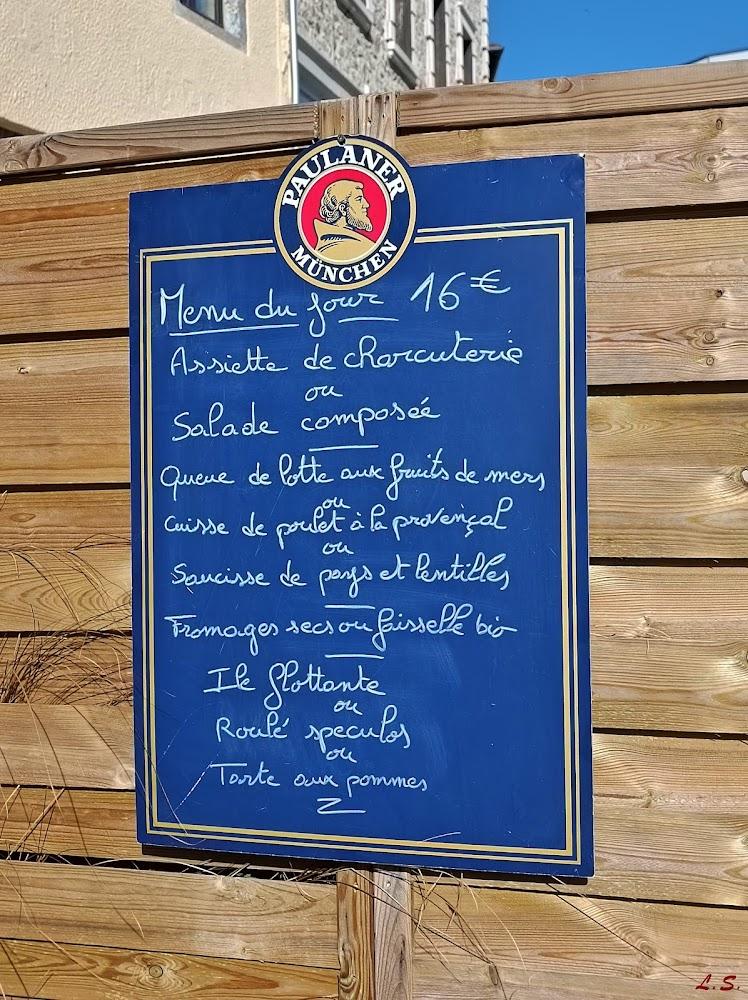 PAULANER
MÜNCHEN
Menu du jour 16 €
Assiette de charcuterie
ou
Salade composée
Queue de lotte aux fruits de mers
ou
Cuisse de poulet à la provençal
ou
Saucisse de pays et lentilles
Fromages secs ou faisselle bio
Ile flottante
ou
Roulé speculos
ou
Tarte aux pommes
L.S.